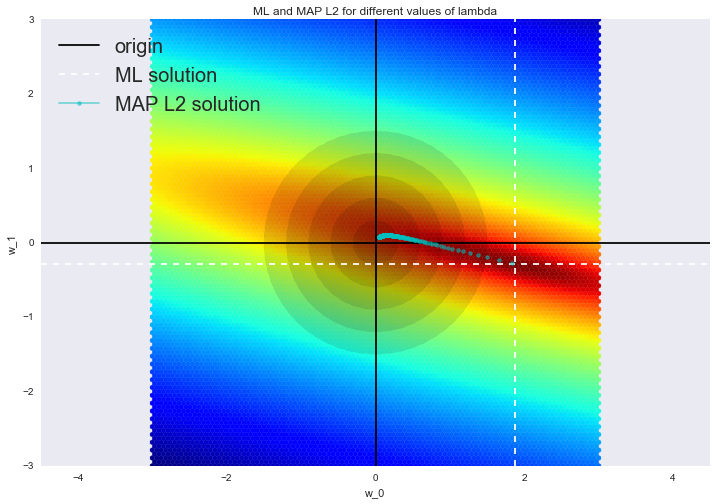 ML and MAP L2 for different values of lambda
origin
ML solution
MAP L2 solution
3
2
1
0
−1
−2
−3
w_1
−4
−2
0
2
4
w_0